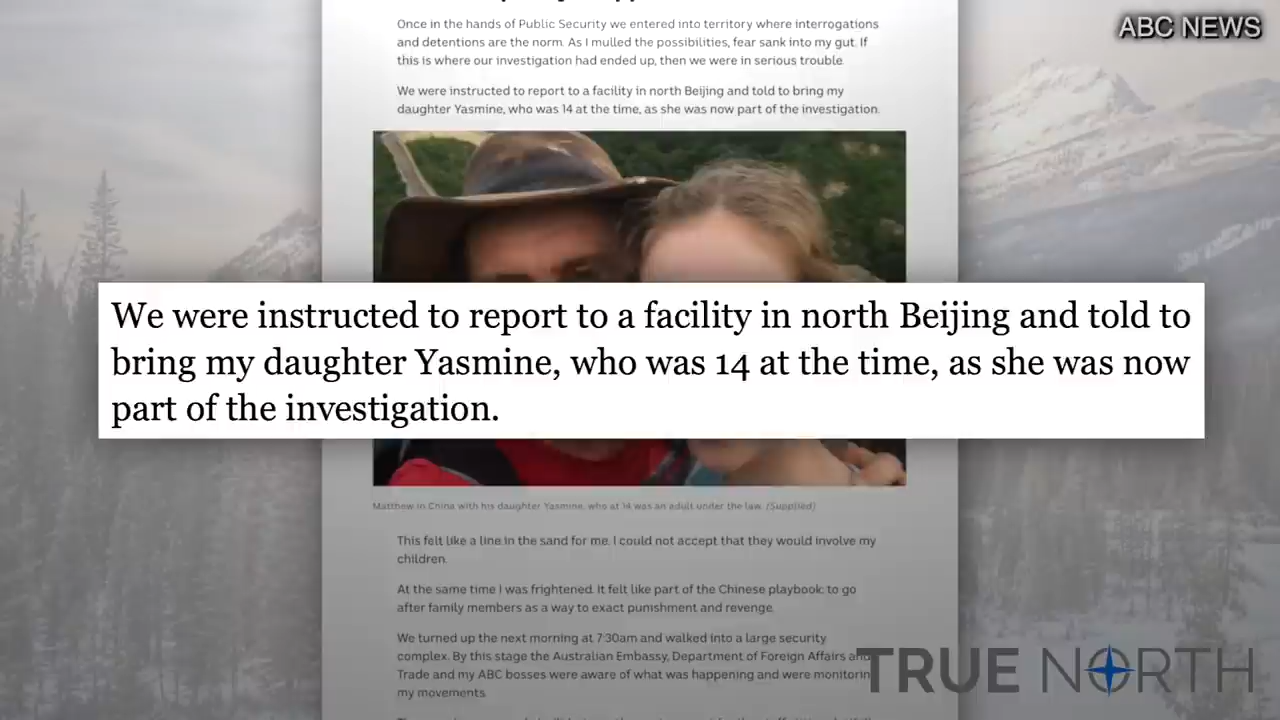 ABC NEWS
Once in the hands of Public Security we entered into territory where interrogations
and detentions are the norm. As I mulled the possibilities, fear sank into my gut. If
this is where our investigation had ended up, then we were in serious trouble.
We were instructed to report to a facility in north Beijing and told to bring my
daughter Yasmine, who was 14 at the time, as she was now part of the investigation.
We were instructed to report to a facility in north Beijing and told to
bring my daughter Yasmine, who was 14 at the time, as she was now
part of the investigation.
Matthew in China with his daughter Yasmine, who at 14 was an adult under the law. (Supplied)
This felt like a line in the sand for me. I could not accept that they would involve my
children.
At the same time I was frightened. It felt like part of the Chinese playbook: to go
after family members as a way to exact punishment and revenge.
We turned up the next morning at 7:30am and walked into a large security
complex. By this stage the Australian Embassy, Department of Foreign Affairs and
Trade and my ABC bosses were aware of what was happening and were monitoring
my movements.
TRUE NORTH